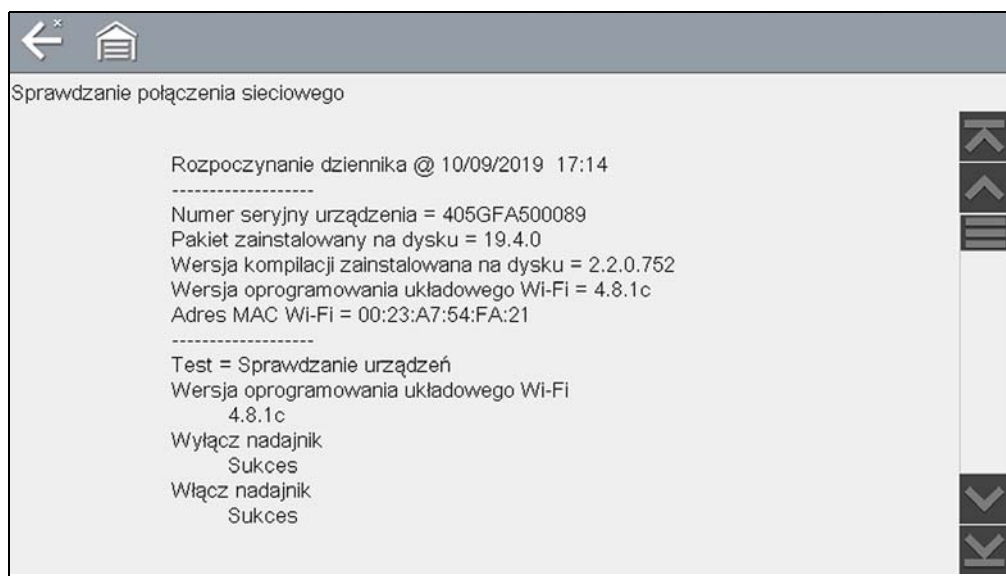 Sprawdzanie połączenia sieciowego
Rozpoczynanie dziennika @ 10/09/2019 17:14
-------------------
Numer seryjny urządzenia = 405GFA500089
Pakiet zainstalowany na dysku = 19.4.0
Wersja kompilacji zainstalowana na dysku = 2.2.0.752
Wersja oprogramowania układowego Wi-Fi = 4.8.1c
Adres MAC Wi-Fi = 00:23:A7:54:FA:21
-------------------
Test = Sprawdzanie urządzeń
Wersja oprogramowania układowego Wi-Fi
4.8.1c
Wyłącz nadajnik
Sukces
Włącz nadajnik
Sukces